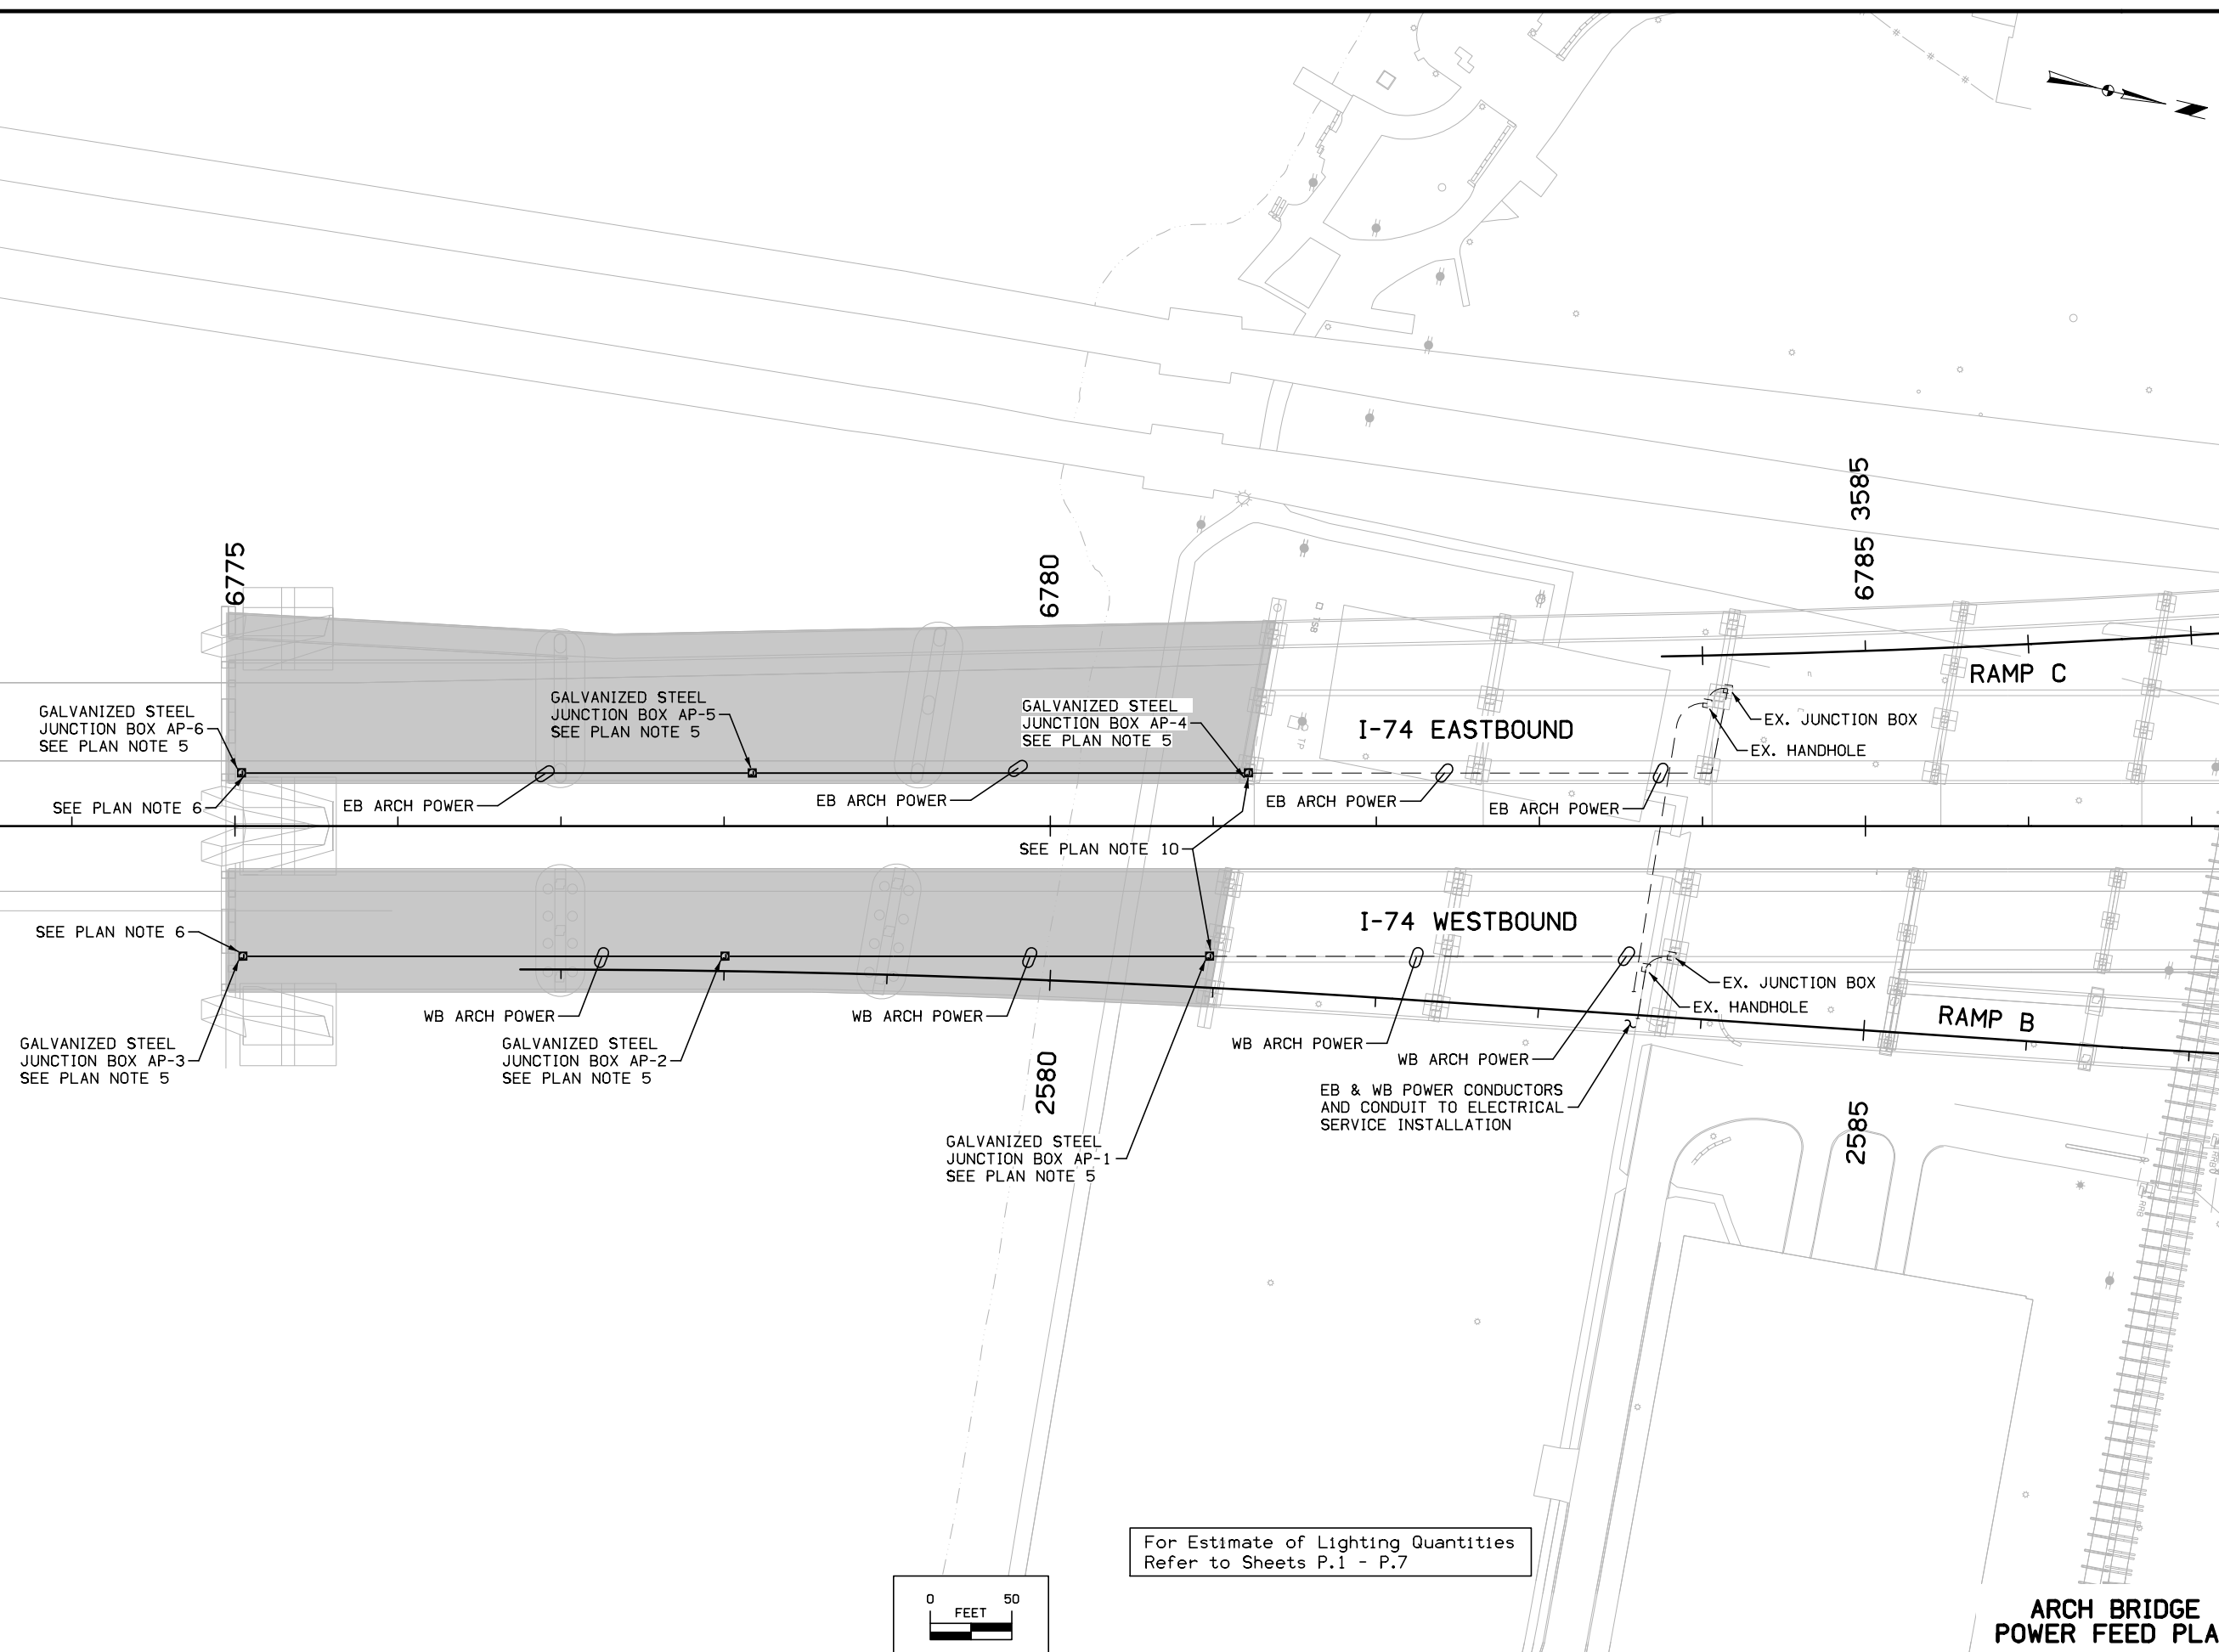 N
3585
6775
6780
6785
RAMP C
GALVANIZED STEEL
JUNCTION BOX AP-6
SEE PLAN NOTE 5
GALVANIZED STEEL
JUNCTION BOX AP-5
SEE PLAN NOTE 5
GALVANIZED STEEL
JUNCTION BOX AP-4
SEE PLAN NOTE 5
TSB
TP
I-74 EASTBOUND
EX. JUNCTION BOX
EX. HANDHOLE
SEE PLAN NOTE 6
EB ARCH POWER
EB ARCH POWER
EB ARCH POWER
EB ARCH POWER
SEE PLAN NOTE 10
I-74 WESTBOUND
SEE PLAN NOTE 6
EX. JUNCTION BOX
EX. HANDHOLE
WB ARCH POWER
WB ARCH POWER
WB ARCH POWER
WB ARCH POWER
RAMP B
GALVANIZED STEEL
JUNCTION BOX AP-3
SEE PLAN NOTE 5
GALVANIZED STEEL
JUNCTION BOX AP-2
SEE PLAN NOTE 5
2580
EB & WB POWER CONDUCTORS
AND CONDUIT TO ELECTRICAL
SERVICE INSTALLATION
2585
GALVANIZED STEEL
JUNCTION BOX AP-1
SEE PLAN NOTE 5
RRB
For Estimate of Lighting Quantities
Refer to Sheets P.1 - P.7
0 50
FEET
ARCH BRIDGE
POWER FEED PLA